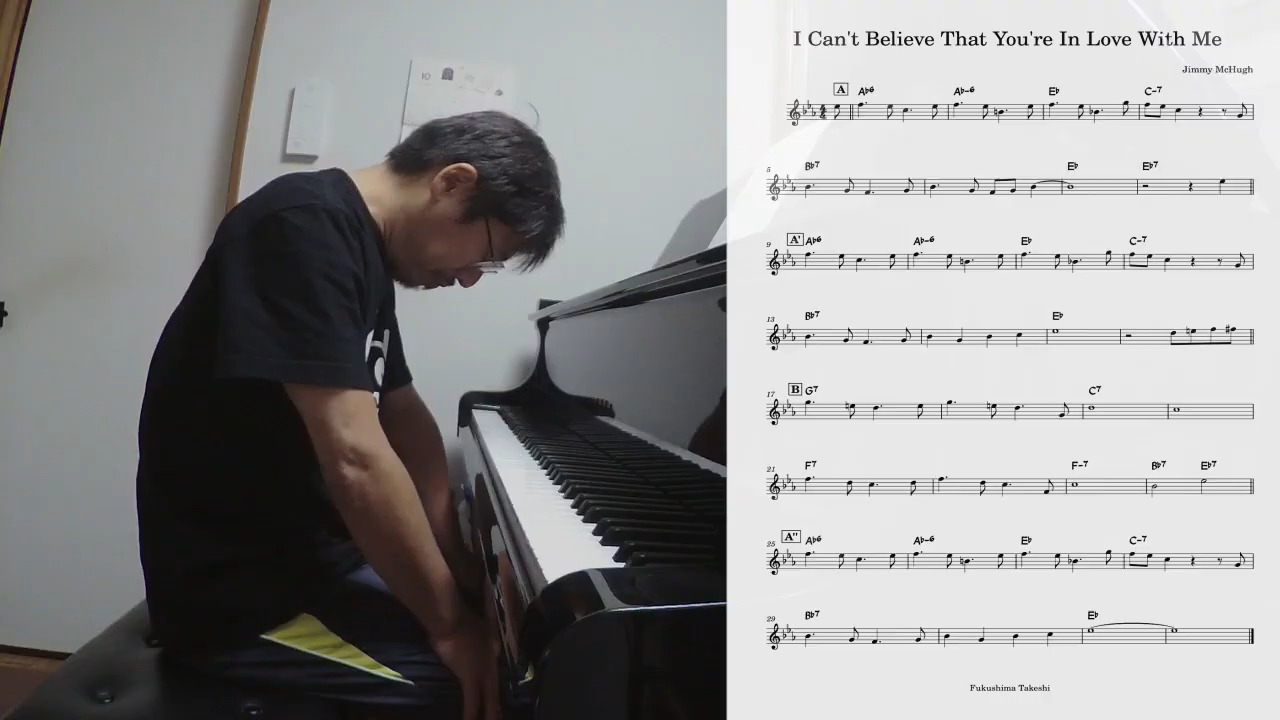 10
I Can't Believe That You're In Love With Me
Jimmy McHugh
A A♭6 A♭-6 E♭ C-7
5 B♭7 E♭ E♭7
9 A' A♭6 A♭-6 E♭ C-7
13 B♭7 E♭
17 B G7 C7
21 F7 F-7 B♭7 E♭7
25 A'' A♭6 A♭-6 E♭ C-7
29 B♭7 E♭
Fukushima Takeshi